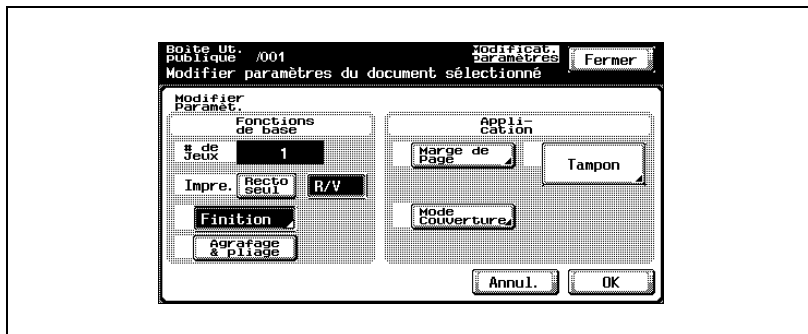 Boîte Ut.
publique /001
Modificat.
paramètres
Fermer
Modifier paramètres du document sélectionné
Modifier
Paramèt.
Fonctions
de base
Appli-
cation
# de
Jeux
1
Marge de
Page
Tampon
Impre.
Recto
seul
R/V
Finition
Mode
Couverture
Agrafage
& pliage
Annul.
OK